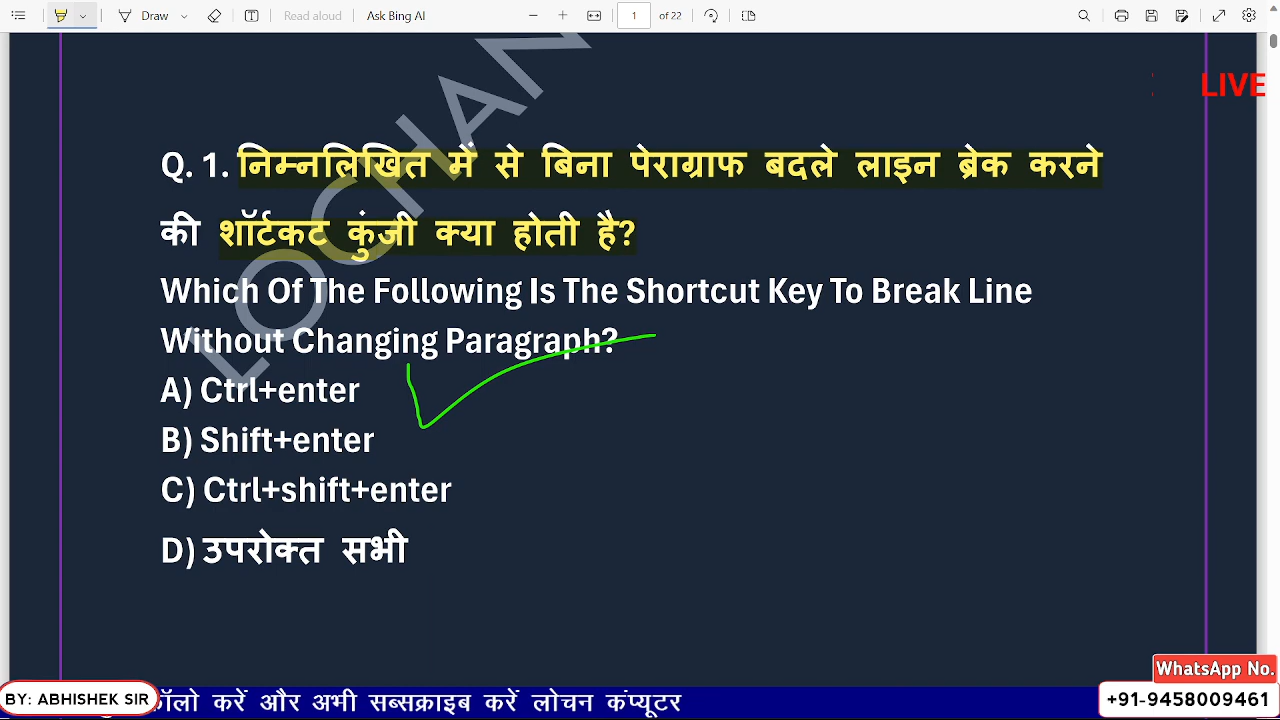 Draw
Read aloud
Ask Bing AI
1 of 22
LOCHAN
LIVE
Q. 1. निम्नलिखित में से बिना पेराग्राफ बदले लाइन ब्रेक करने
की शॉर्टकट कुंजी क्या होती है?
Which Of The Following Is The Shortcut Key To Break Line
Without Changing Paragraph?
A) Ctrl+enter
B) Shift+enter
C) Ctrl+shift+enter
D) उपरोक्त सभी
WhatsApp No.
BY: ABHISHEK SIR
करें और अभी सब्सक्राइब करें लोचन कंप्यूटर
+91-9458009461